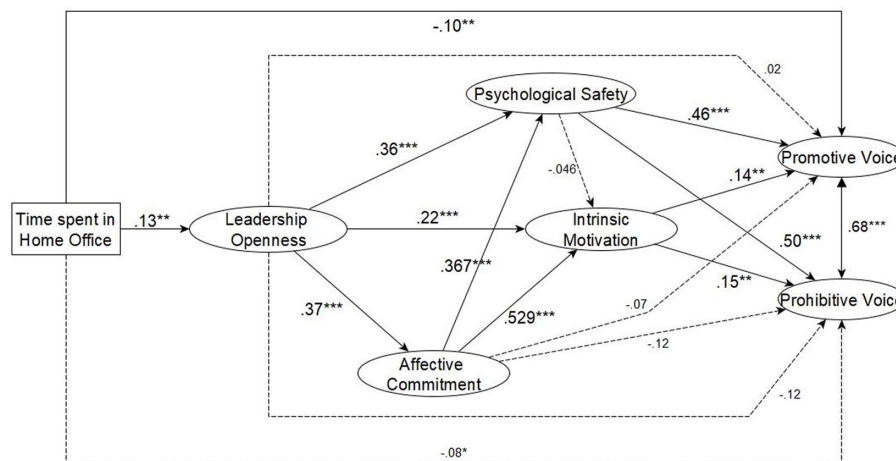 -.10**
.02
Psychological Safety
.46***
.36***
Promotive Voice
-.046
.14**
Time spent in
Home Office
.13**
Leadership
Openness
.22***
Intrinsic
Motivation
.68***
.50***
.367***
.15**
Prohibitive Voice
.37***
.529***
-.07
-.12
Affective
Commitment
-.12
-.08*